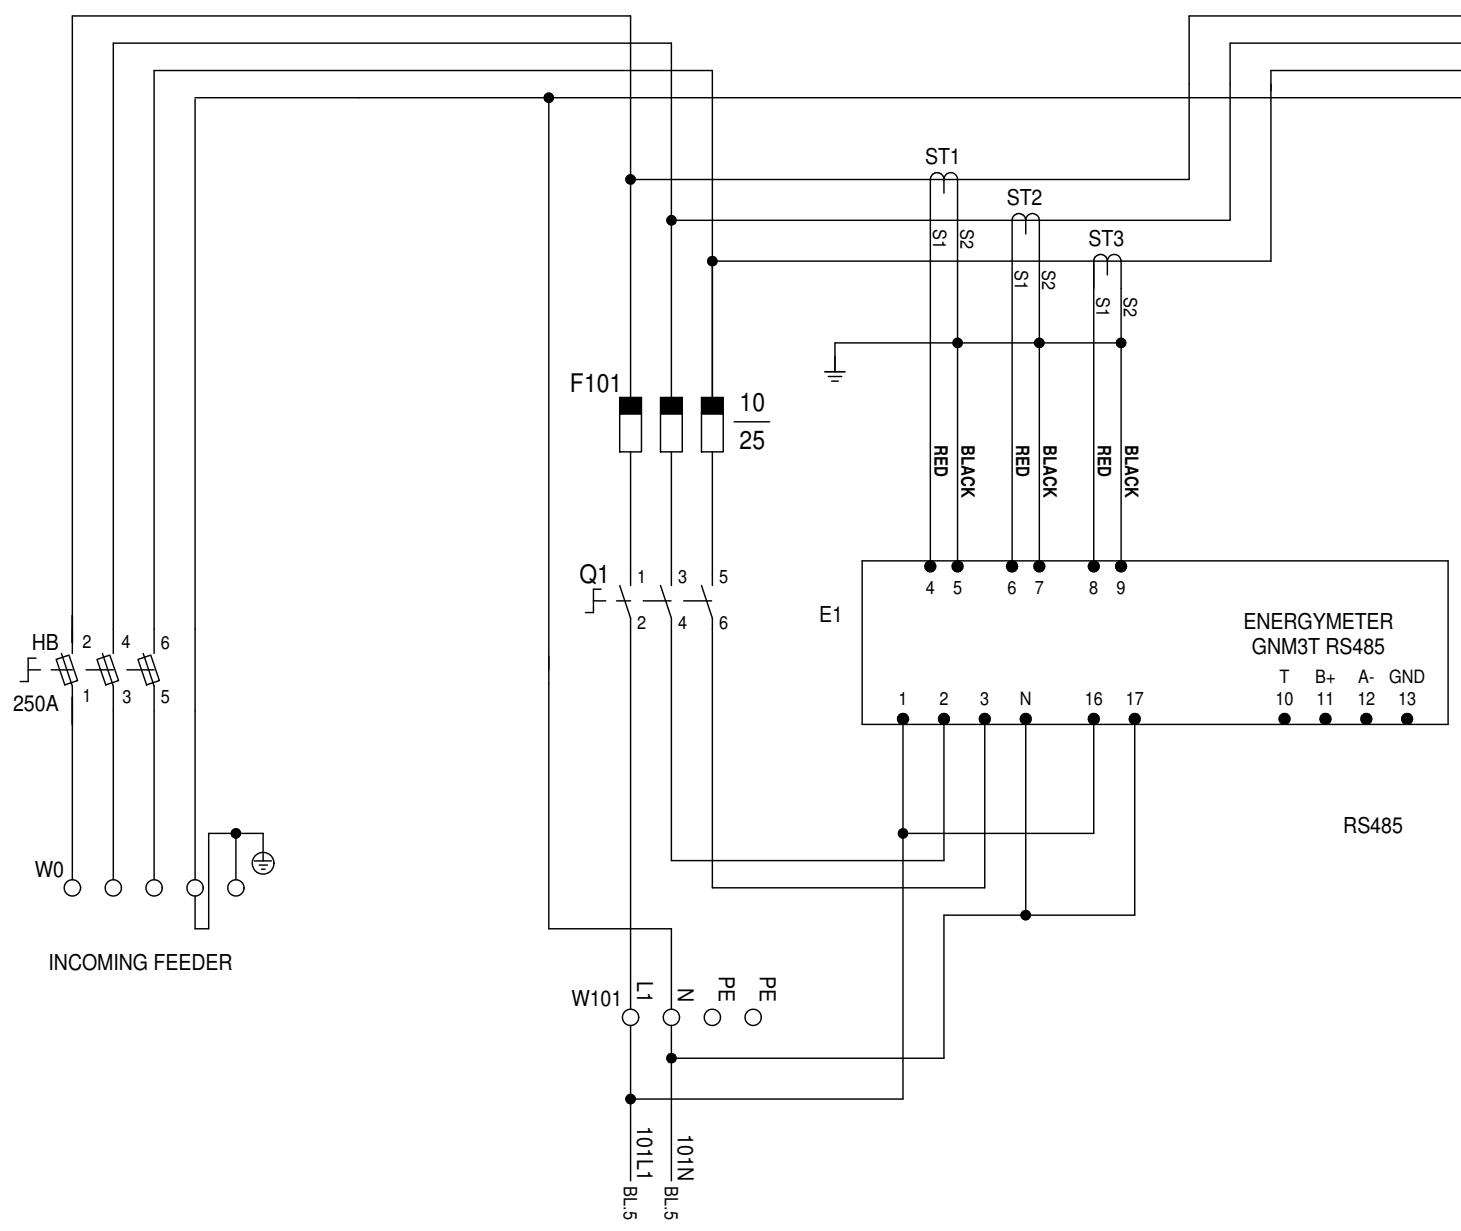 ST1
ST2
ST3
S1
S2
S1
S2
S1
S2
F101
10
25
RED
BLACK
RED
BLACK
RED
BLACK
Q1
1
3
5
2
4
6
4
5
6
7
8
9
E1
ENERGYMETER
GNM3T RS485
T
B+
A-
GND
10
11
12
13
1
2
3
N
16
17
HB
2
4
6
250A
1
3
5
RS485
W0
INCOMING FEEDER
W101
L1
N
PE
PE
101L1
101N
BL.5
BL.5